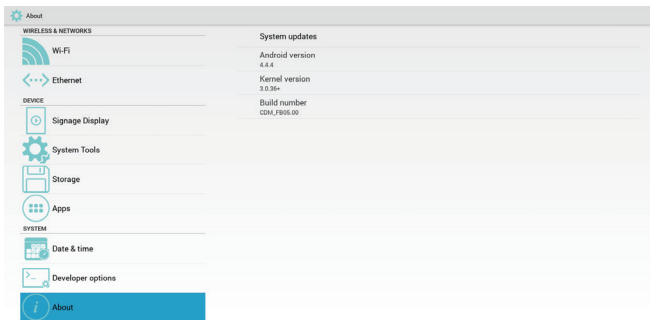 About
WIRELESS & NETWORKS
Wi-Fi
Ethernet
DEVICE
Signage Display
System Tools
Storage
Apps
SYSTEM
Date & time
Developer options
About
System updates
Android version
4.4.4
Kernel version
3.0.36+
Build number
CDM_FB05.00